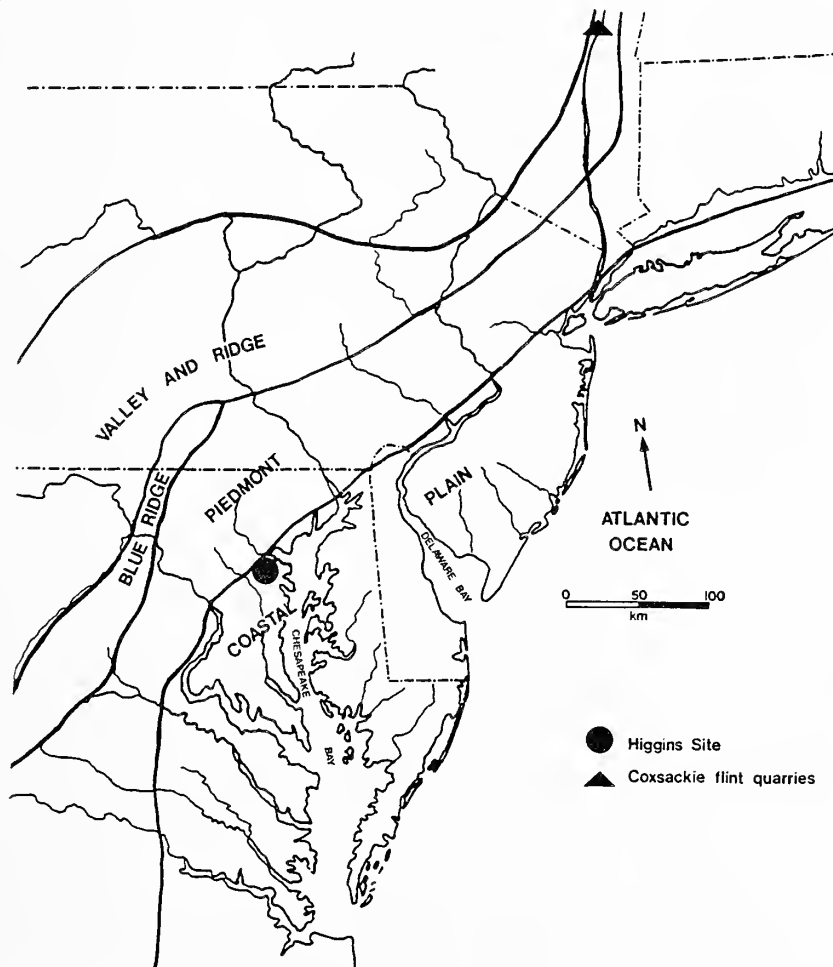 VALLEY AND RIDGE
BLUE RIDGE
PIEDMONT
COASTAL
PLAIN
DELAWARE BAY
CHESAPEAKE
BAY
N
ATLANTIC
OCEAN
0 50 100
km
Higgins Site
Coxsackie flint quarries